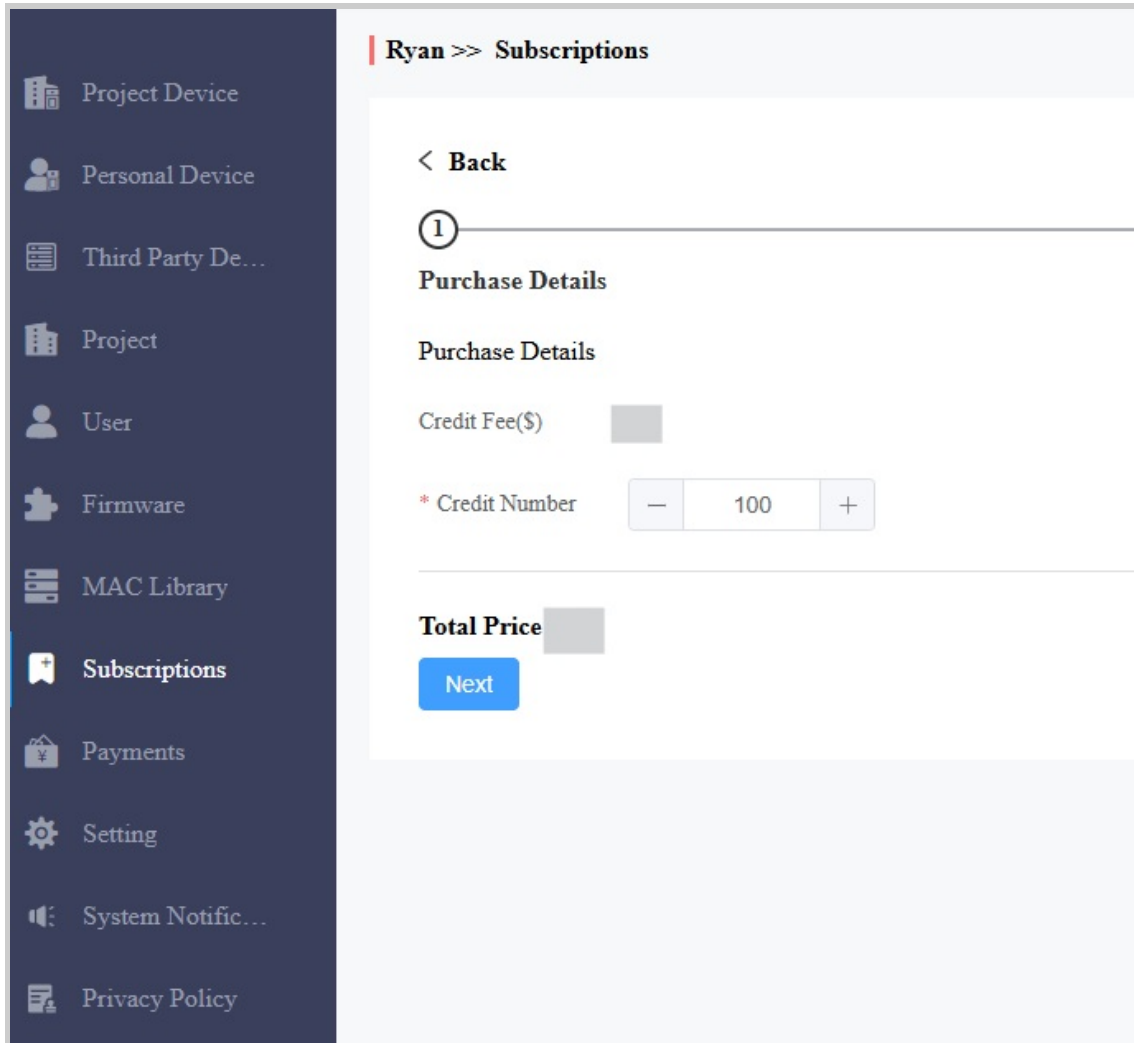 Ryan >> Subscriptions
Project Device
Personal Device
Third Party De...
Project
User
Firmware
MAC Library
Subscriptions
Payments
Setting
System Notific...
Privacy Policy
< Back
1
Purchase Details
Purchase Details
Credit Fee($)
* Credit Number
— 100 +
Total Price
Next